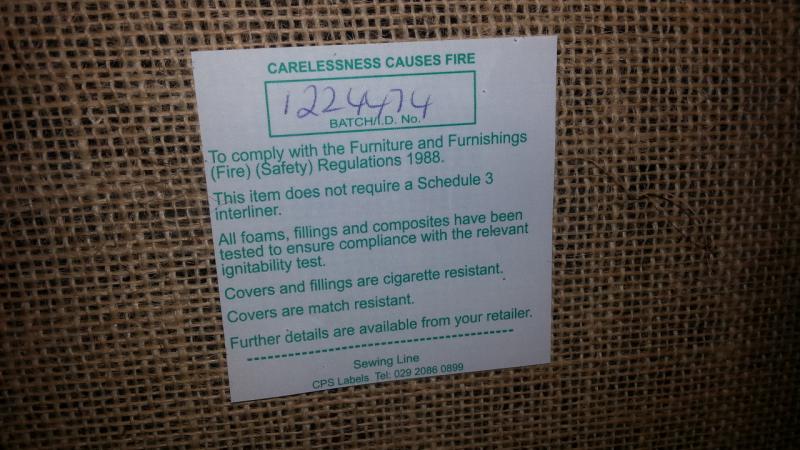 CARELESSNESS CAUSES FIRE
1224474
BATCH/I.D. No.
To comply with the Furniture and Furnishings
(Fire) (Safety) Regulations 1988.
This item does not require a Schedule 3
interliner.
All foams, fillings and composites have been
tested to ensure compliance with the relevant
ignitability test.
Covers and fillings are cigarette resistant.
Covers are match resistant.
Further details are available from your retailer.
Sewing Line
CPS Labels Tel: 029 2086 0899